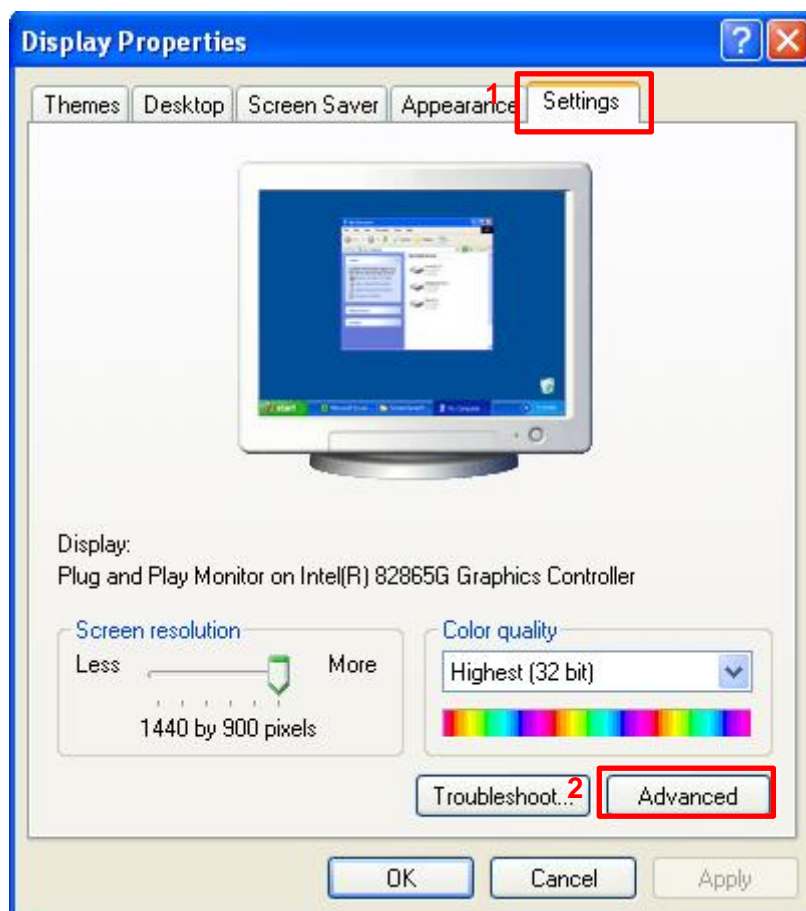 Display Properties
Themes Desktop Screen Saver Appearance 1 Settings
start
Display:
Plug and Play Monitor on Intel(R) 82865G Graphics Controller
Screen resolution
Less More
1440 by 900 pixels
Color quality
Highest (32 bit)
Troubleshoot... 2 Advanced
OK Cancel Apply